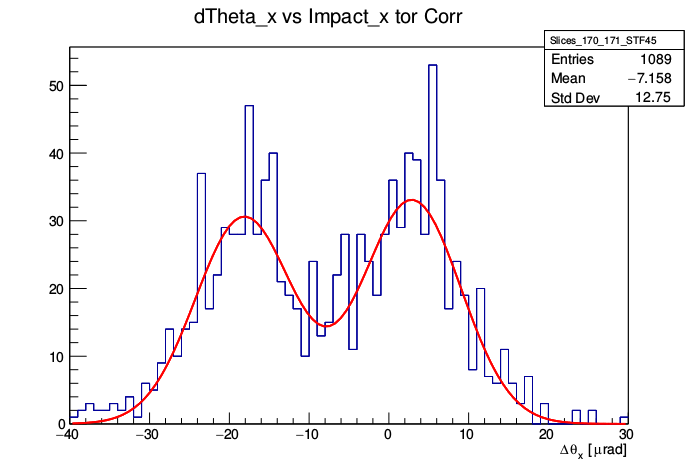 dTheta_x vs Impact_x tor Corr
Slices_170_171_STF45
Entries 1089
Mean −7.158
Std Dev 12.75
50
40
30
20
10
0
−40 −30 −20 −10 0 10 20 30
Δθx [μrad]